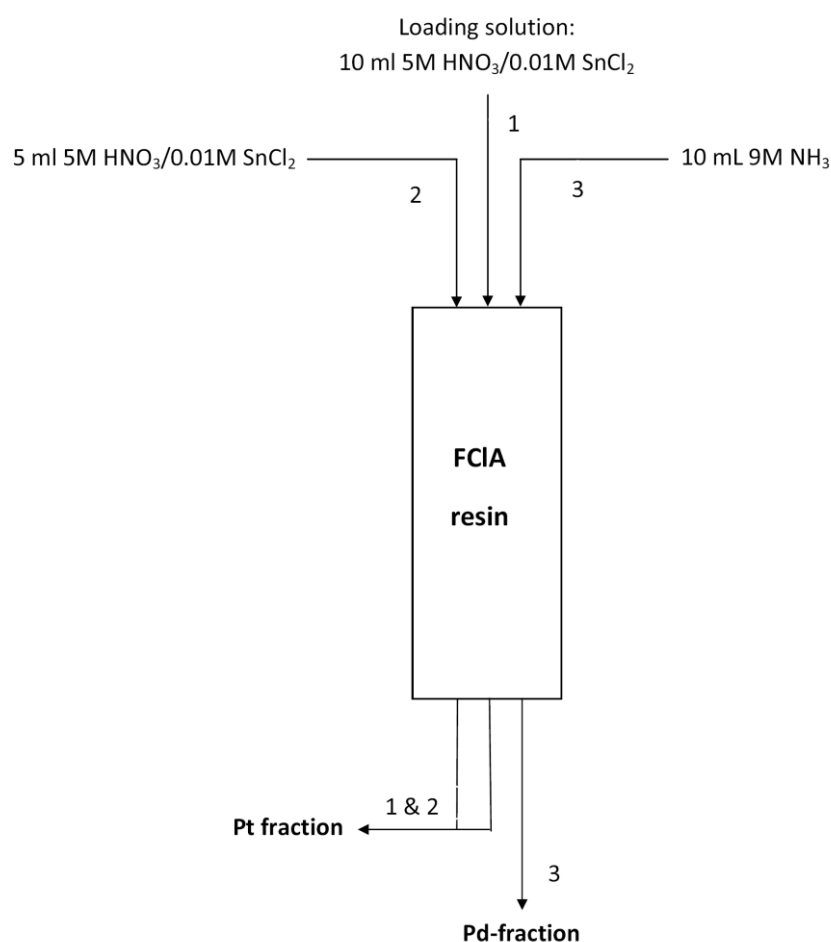 Loading solution:
10 ml 5M HNO₃/0.01M SnCl₂
1
5 ml 5M HNO₃/0.01M SnCl₂
10 mL 9M NH₃
2
3
FClA
resin
1 & 2
Pt fraction
3
Pd-fraction